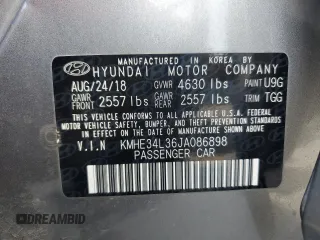 MANUFACTURED IN KOREA BY
HYUNDAI MOTOR COMPANY
AUG/24/18 GVWR 4630 lbs PAINT U9G
GAWR FRONT 2557 lbs GAWR REAR 2557 lbs TRIM TGG
THIS VEHICLE CONFORMS TO ALL APPLICABLE
U.S. FEDERAL MOTOR VEHICLE SAFETY, BUMPER,
AND THEFT PREVENTION STANDARDS IN EFFECT ON
THE DATE OF MANUFACTURE SHOWN ABOVE.
V.I.N KMHE34L36JA086898
PASSENGER CAR
DREAMBID